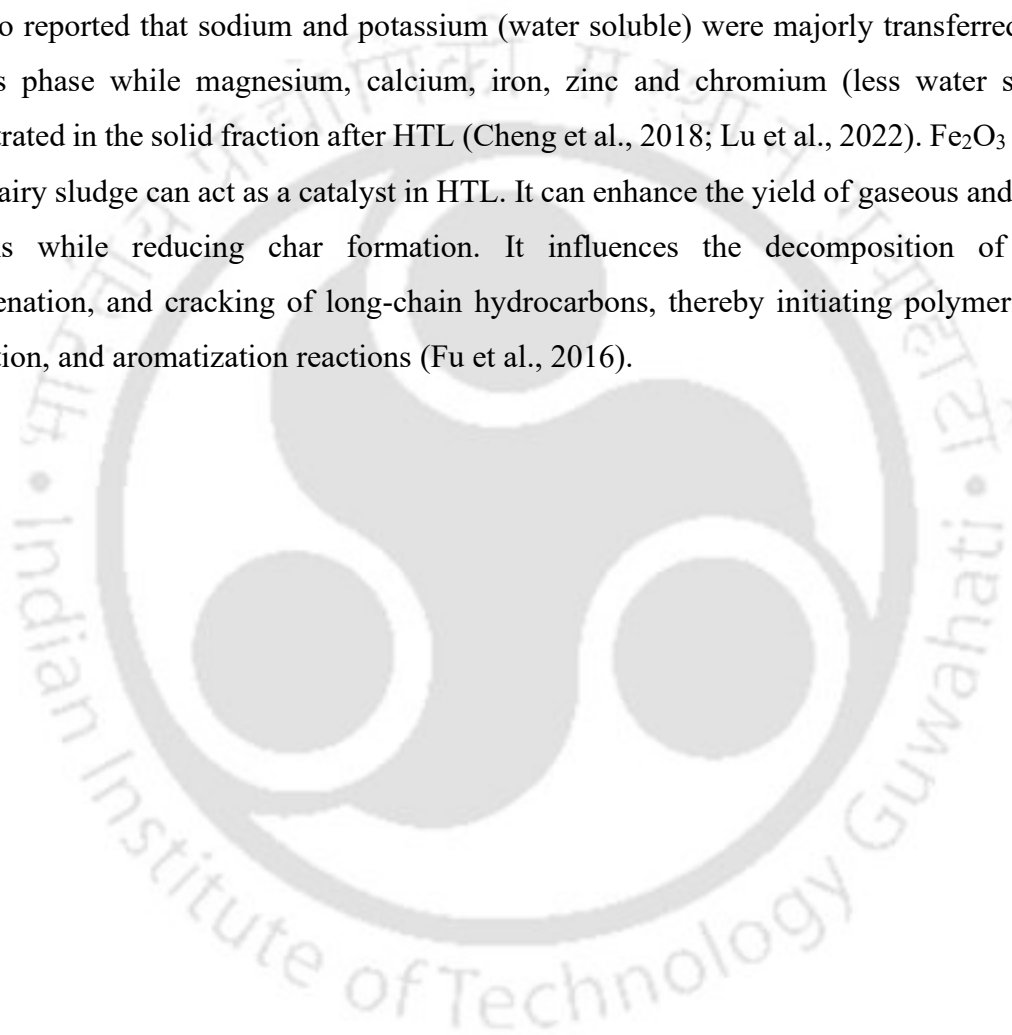 o reported that sodium and potassium (water soluble) were majorly transferred
s phase while magnesium, calcium, iron, zinc and chromium (less water s
trated in the solid fraction after HTL (Cheng et al., 2018; Lu et al., 2022). Fe₂O₃
airy sludge can act as a catalyst in HTL. It can enhance the yield of gaseous and
s while reducing char formation. It influences the decomposition of
enation, and cracking of long-chain hydrocarbons, thereby initiating polymer
tion, and aromatization reactions (Fu et al., 2016).
Indian Institute of Technology Guwahati